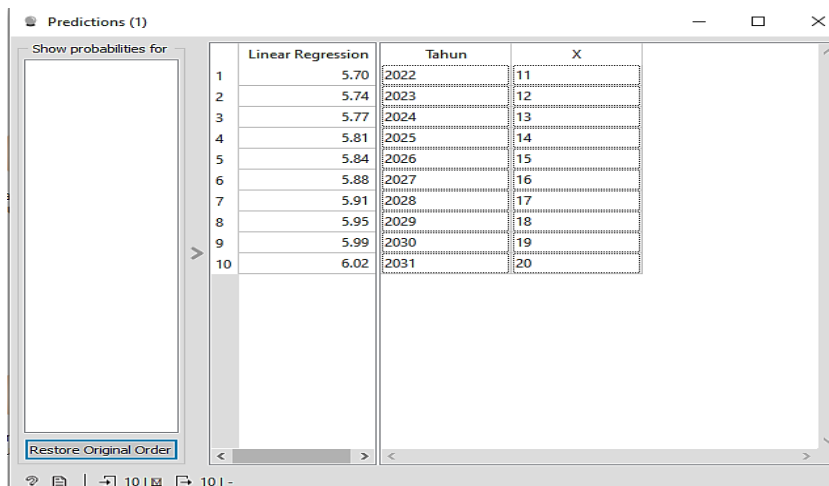 Predictions (1)
Show probabilities for
Linear Regression Tahun X
1 5.70 2022 11
2 5.74 2023 12
3 5.77 2024 13
4 5.81 2025 14
5 5.84 2026 15
6 5.88 2027 16
7 5.91 2028 17
8 5.95 2029 18
9 5.99 2030 19
10 6.02 2031 20
Restore Original Order
? 10 | 10 | -